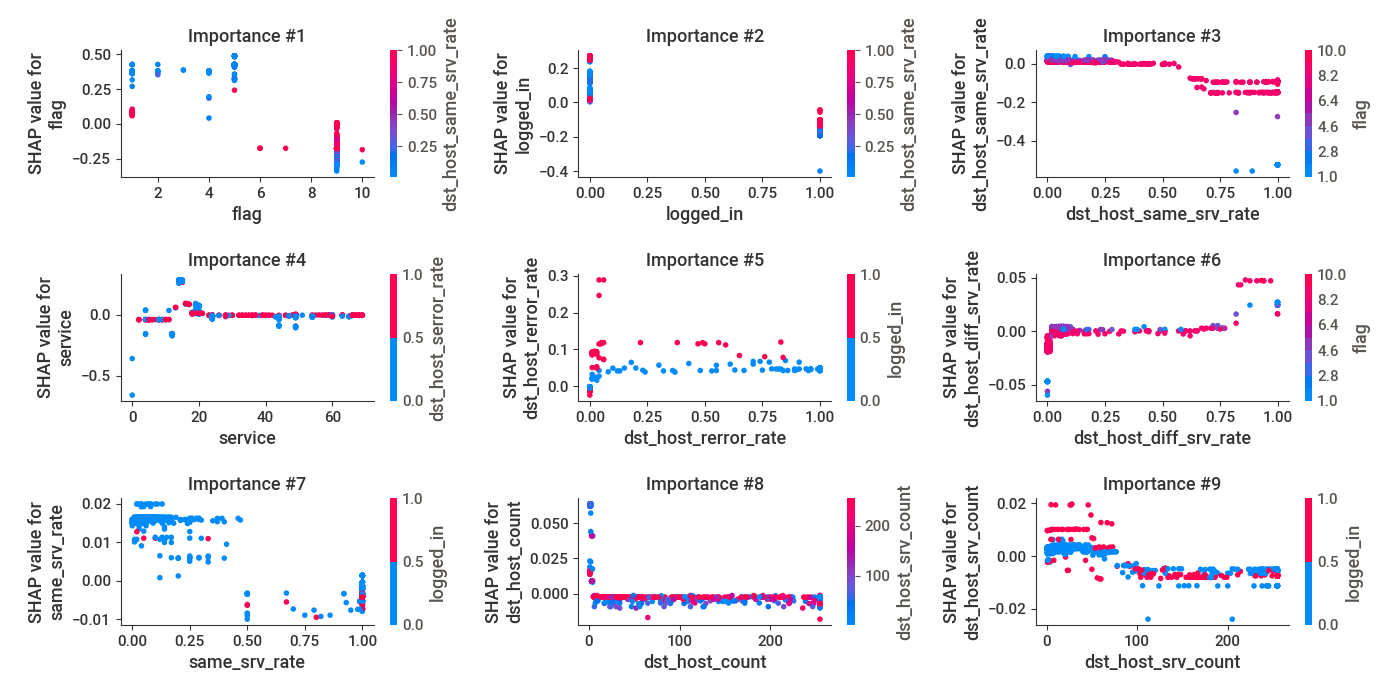 Importance #1
SHAP value for
flag
0.50
0.25
0.00
−0.25
2
4
6
8
10
flag
1.00
0.75
0.50
0.25
dst_host_same_srv_rate
Importance #2
SHAP value for
logged_in
0.2
0.0
−0.2
−0.4
0.00
0.25
0.50
0.75
1.00
logged_in
1.00
0.75
0.50
0.25
dst_host_same_srv_rate
Importance #3
SHAP value for
dst_host_same_srv_rate
0.0
−0.2
−0.4
0.00
0.25
0.50
0.75
1.00
dst_host_same_srv_rate
10.0
8.2
6.4
4.6
2.8
1.0
flag
Importance #4
SHAP value for
service
0.0
−0.5
0
20
40
60
service
1.0
0.5
0.0
dst_host_serror_rate
Importance #5
SHAP value for
dst_host_rerror_rate
0.3
0.2
0.1
0.0
0.00
0.25
0.50
0.75
1.00
dst_host_rerror_rate
1.0
0.5
0.0
logged_in
Importance #6
SHAP value for
dst_host_diff_srv_rate
0.05
0.00
−0.05
0.00
0.25
0.50
0.75
1.00
dst_host_diff_srv_rate
10.0
8.2
6.4
4.6
2.8
1.0
flag
Importance #7
SHAP value for
same_srv_rate
0.02
0.01
0.00
−0.01
0.00
0.25
0.50
0.75
1.00
same_srv_rate
1.0
0.5
0.0
logged_in
Importance #8
SHAP value for
dst_host_count
0.050
0.025
0.000
0
100
200
dst_host_count
200
100
dst_host_srv_count
Importance #9
SHAP value for
dst_host_srv_count
0.02
0.00
−0.02
0
100
200
dst_host_srv_count
1.0
0.5
0.0
logged_in